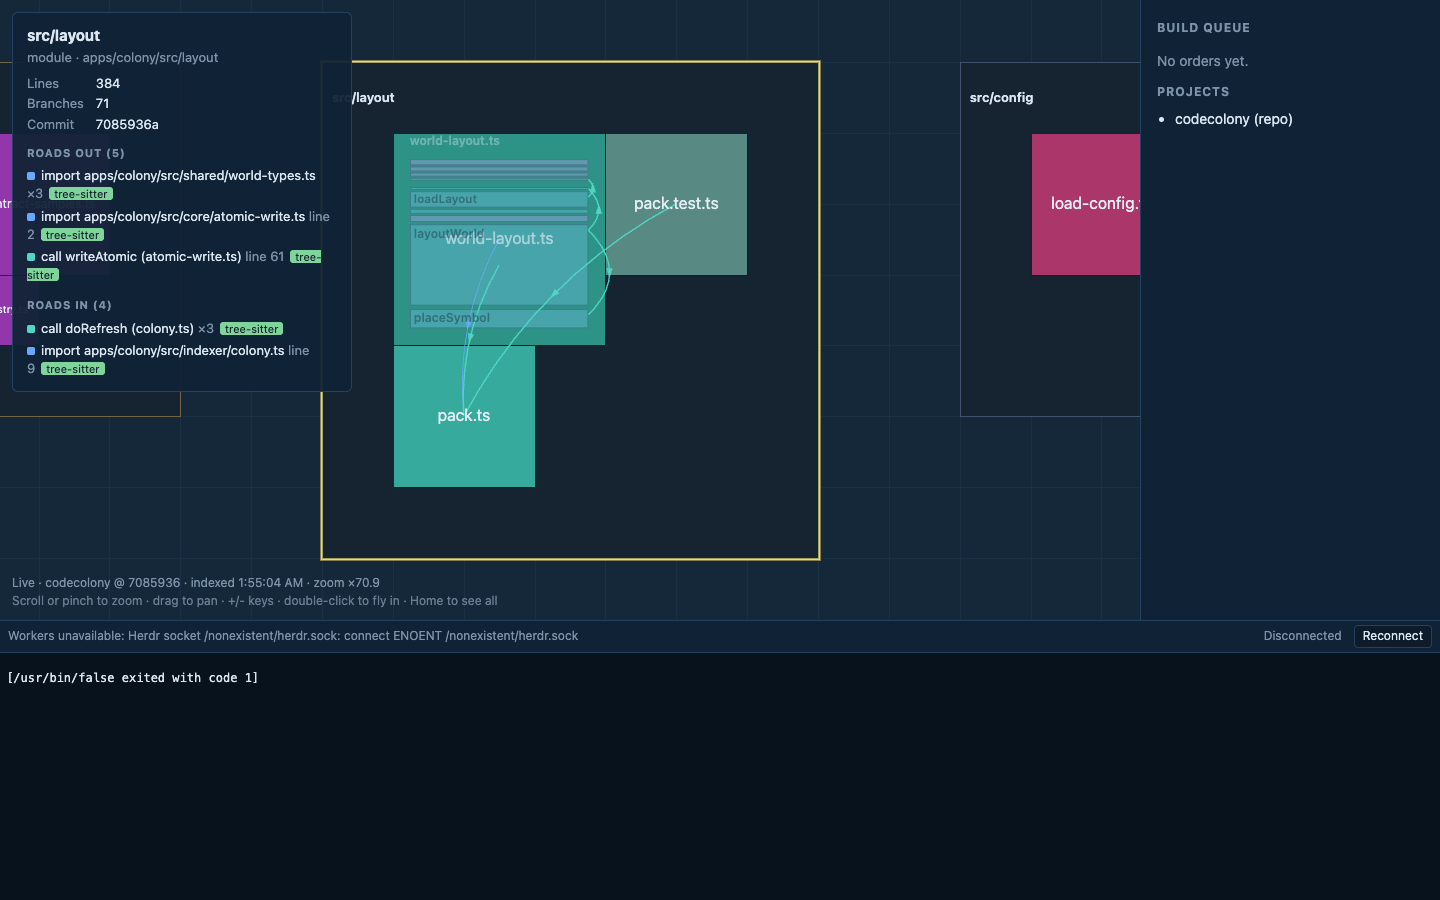 src/layout
module · apps/colony/src/layout
Lines 384
Branches 71
Commit 7085936a
ROADS OUT (5)
import apps/colony/src/shared/world-types.ts
×3 tree-sitter
import apps/colony/src/core/atomic-write.ts line
2 tree-sitter
call writeAtomic (atomic-write.ts) line 61 tree-
sitter
ROADS IN (4)
call doRefresh (colony.ts) ×3 tree-sitter
import apps/colony/src/indexer/colony.ts line
9 tree-sitter
src/layout
world-layout.ts
loadLayout
layoutWorld
world-layout.ts
placeSymbol
pack.test.ts
pack.ts
src/config
load-config.
BUILD QUEUE
No orders yet.
PROJECTS
• codecolony (repo)
Live · codecolony @ 7085936 · indexed 1:55:04 AM · zoom ×70.9
Scroll or pinch to zoom · drag to pan · +/- keys · double-click to fly in · Home to see all
Workers unavailable: Herdr socket /nonexistent/herdr.sock: connect ENOENT /nonexistent/herdr.sock
Disconnected Reconnect
[/usr/bin/false exited with code 1]